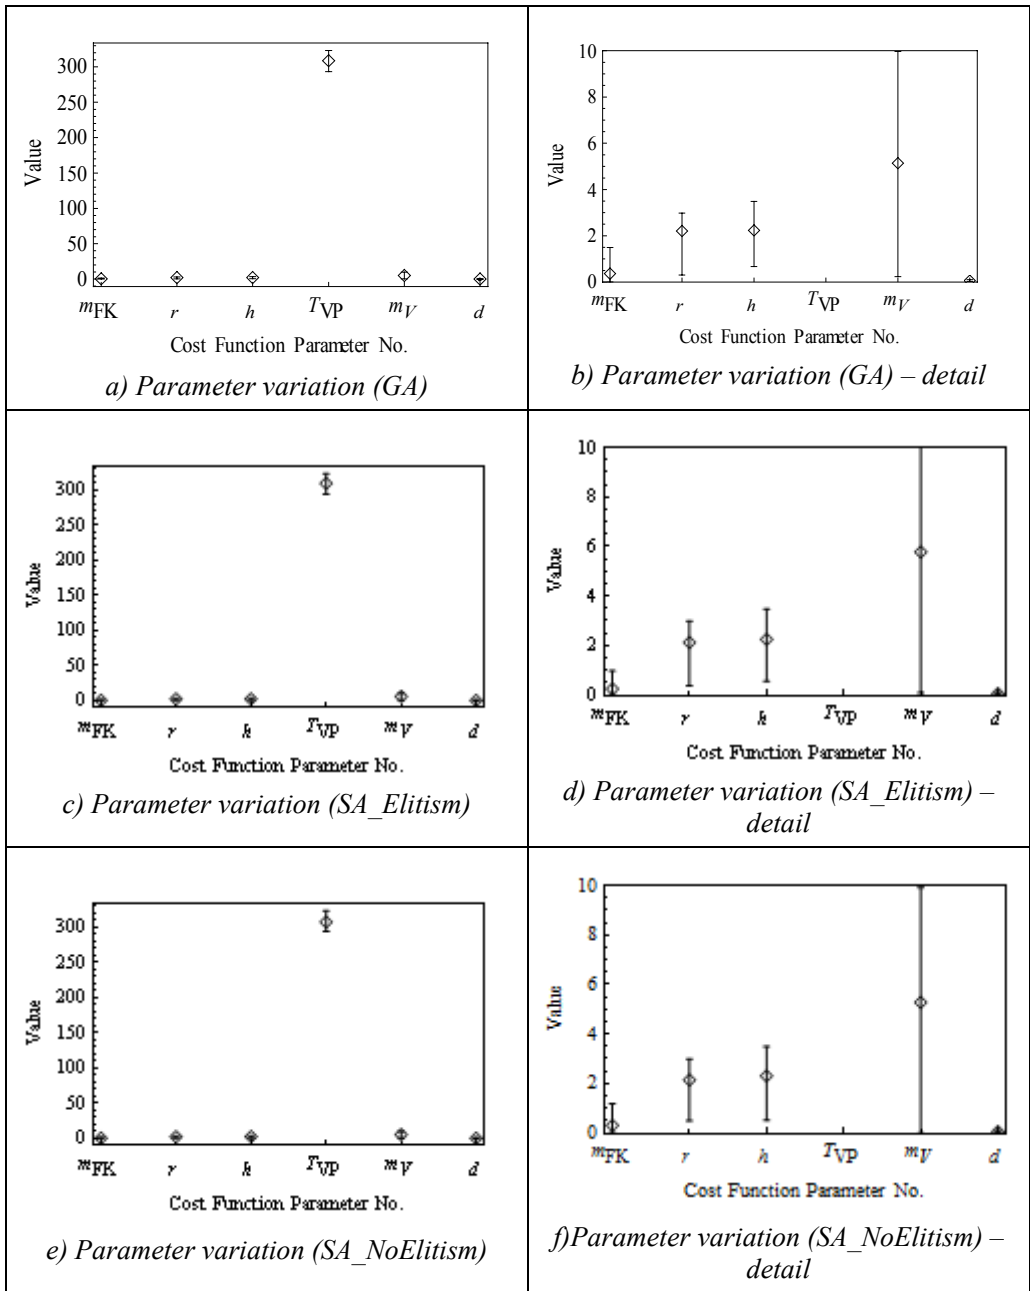 300
250
200
150
100
50
0
Value
mFK r h TVP mV d
Cost Function Parameter No.
a) Parameter variation (GA)
10
8
6
4
2
0
Value
mFK r h TVP mV d
Cost Function Parameter No.
b) Parameter variation (GA) – detail
300
250
200
150
100
50
0
Value
mFK r h TVP mV d
Cost Function Parameter No.
c) Parameter variation (SA_Elitism)
10
8
6
4
2
0
Value
mFK r h TVP mV d
Cost Function Parameter No.
d) Parameter variation (SA_Elitism) –
detail
300
250
200
150
100
50
0
Value
mFK r h TVP mV d
Cost Function Parameter No.
e) Parameter variation (SA_NoElitism)
10
8
6
4
2
0
Value
mFK r h TVP mV d
Cost Function Parameter No.
f)Parameter variation (SA_NoElitism) –
detail